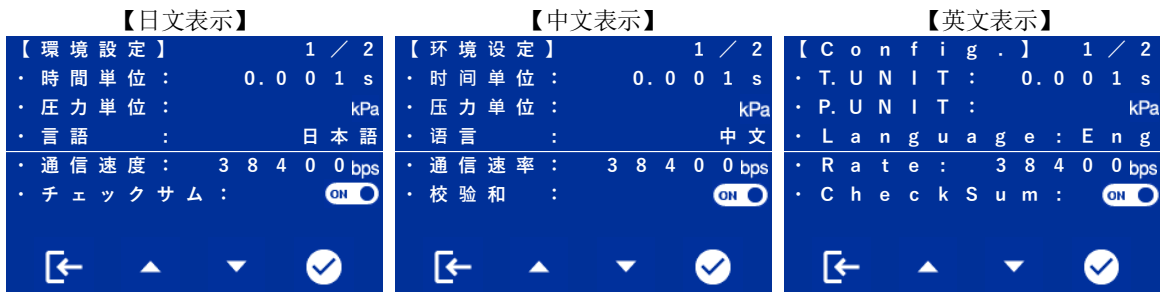 【日文表示】
【環境設定】 1／2
・時間単位： 0.001s
・圧力単位： kPa
・言語 ： 日本語
・通信速度： 38400bps
・チェックサム： ON
【中文表示】
【环境设定】 1／2
・时间单位： 0.001s
・压力单位： kPa
・语言 ： 中文
・通信速率： 38400bps
・校验和 ： ON
【英文表示】
【Config.】 1／2
・T.UNIT： 0.001s
・P.UNIT： kPa
・Language：Eng
・Rate： 38400bps
・CheckSum： ON